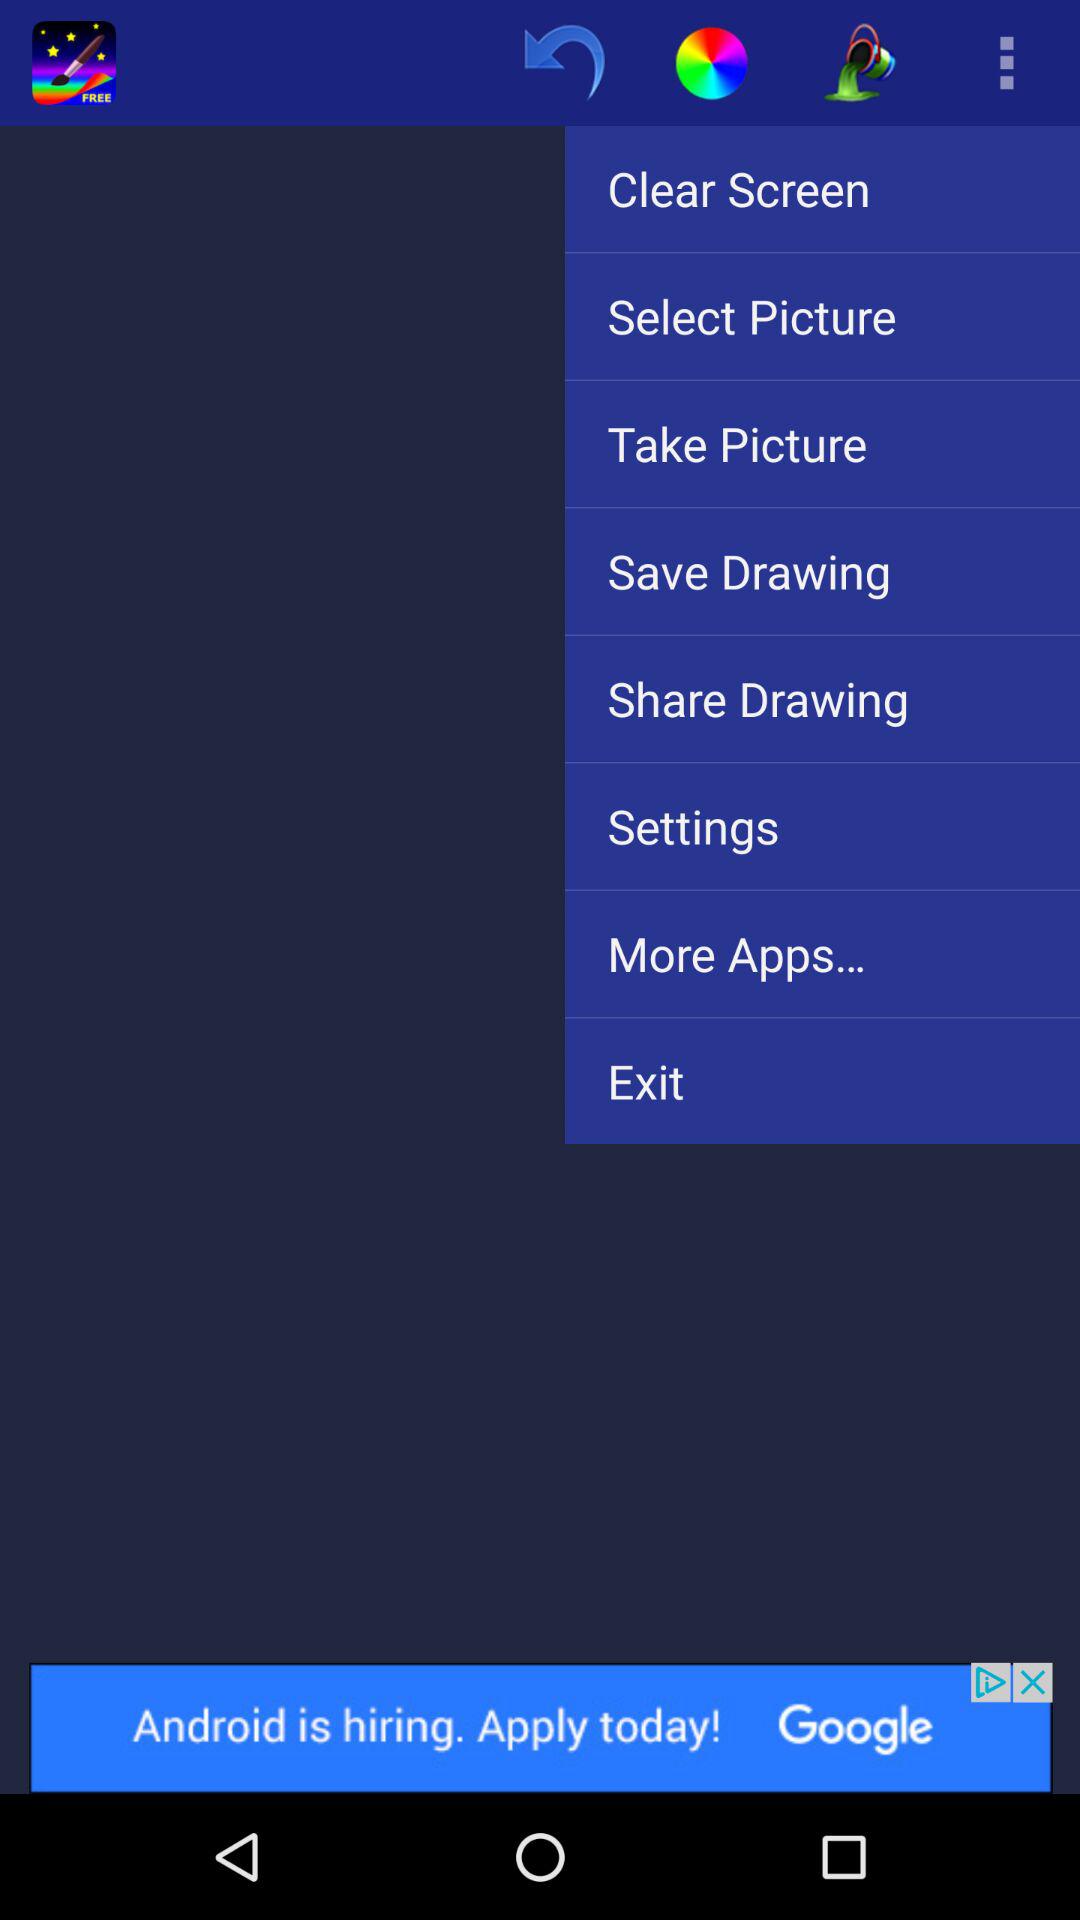 FREE
Clear Screen
Select Picture
Take Picture
Save Drawing
Share Drawing
Settings
More Apps...
Exit
Android is hiring. Apply today! Google